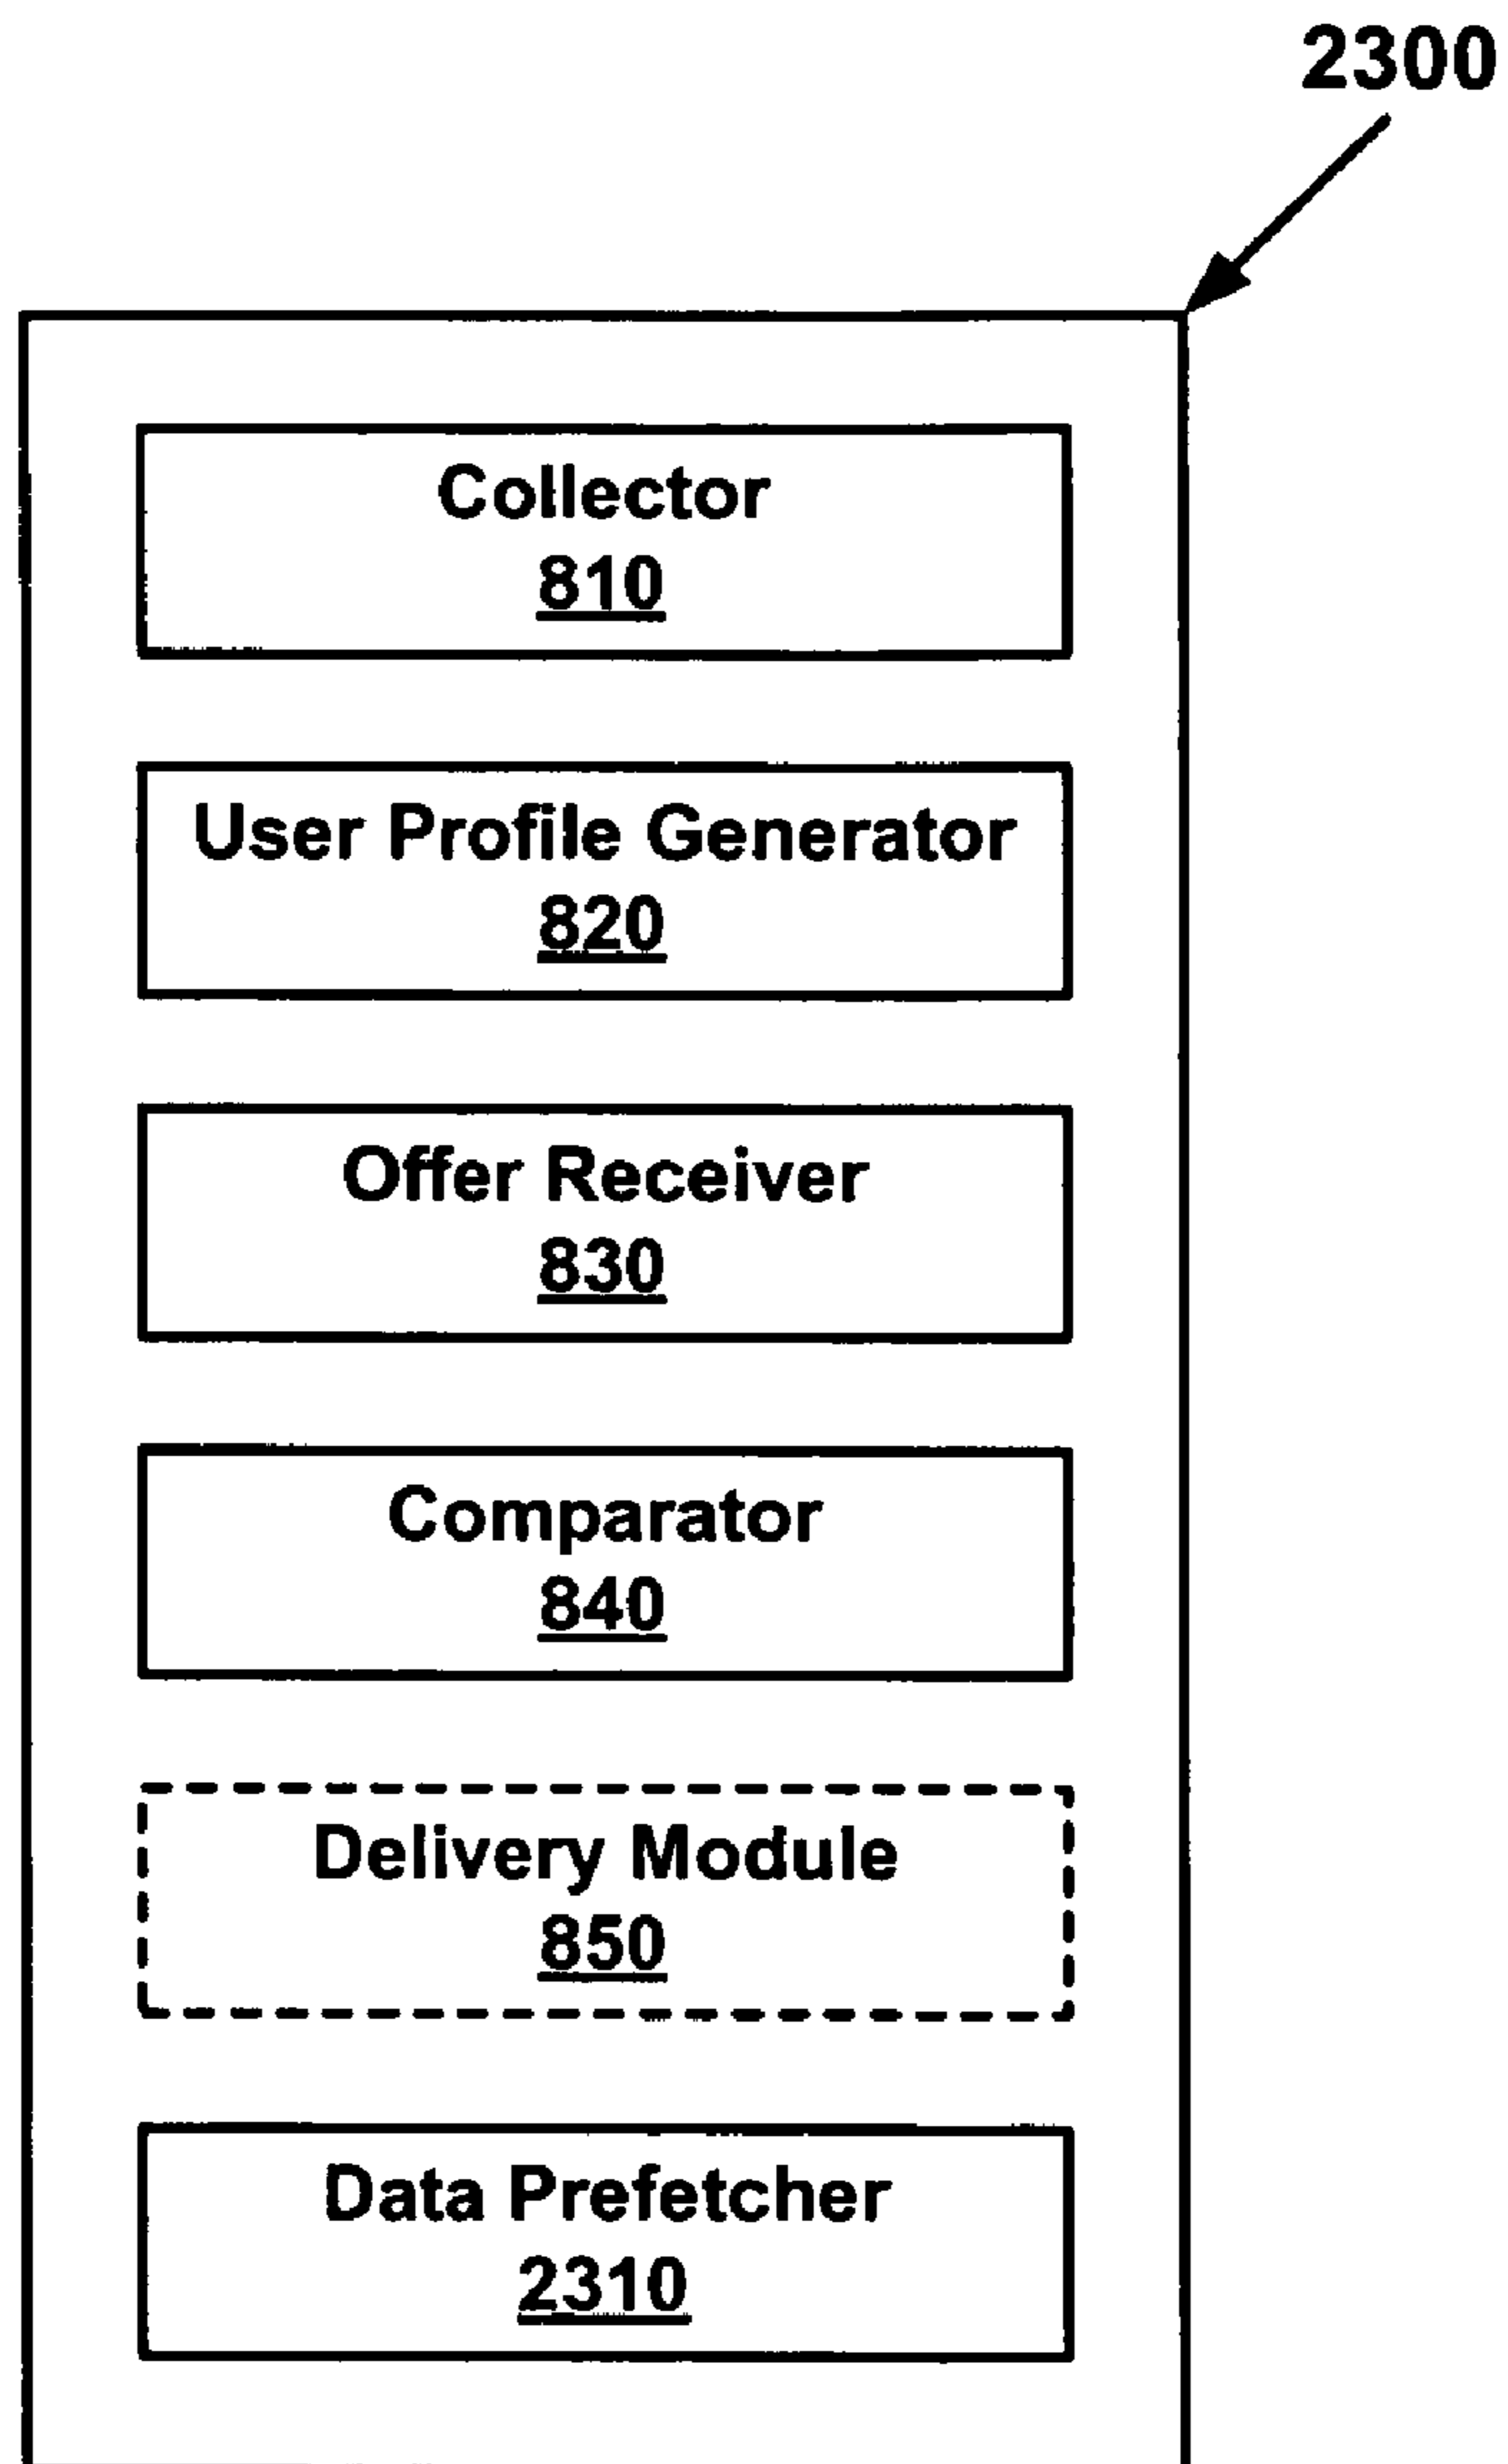 2300
Collector
810
User Profile Generator
820
Offer Receiver
830
Comparator
840
Delivery Module
850
Data Prefetcher
2310